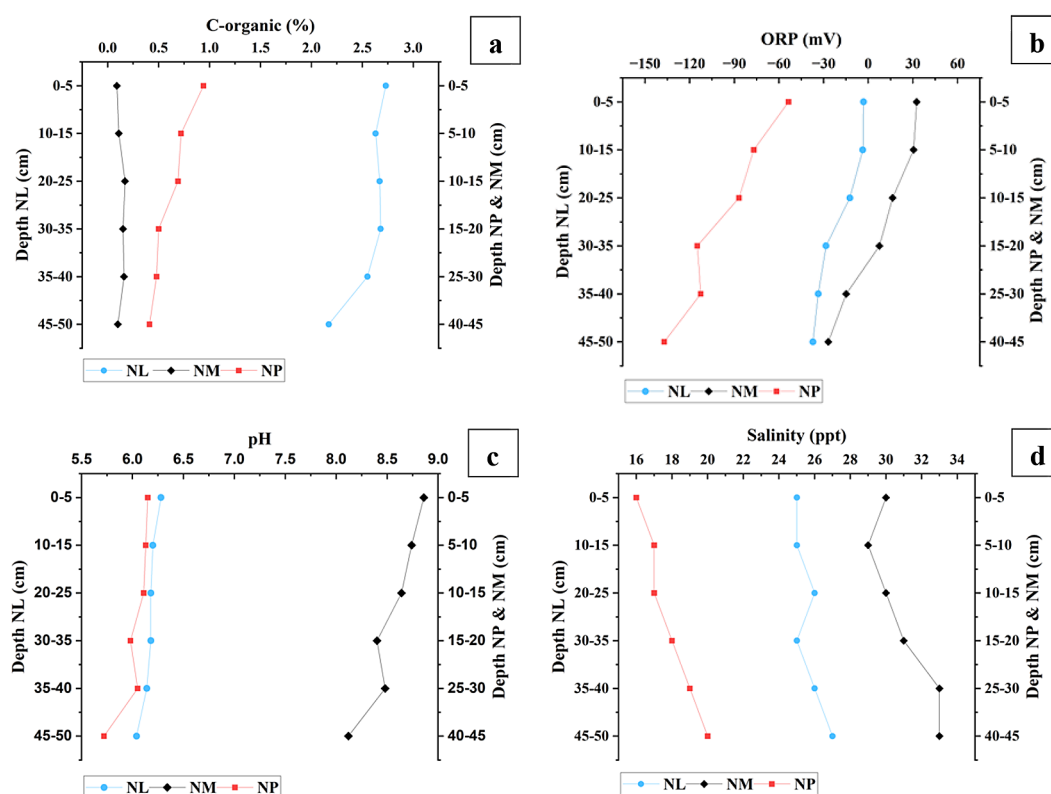 C-organic (%)
a
0.0 0.5 1.0 1.5 2.0 2.5 3.0
Depth NL (cm)
0-5
10-15
20-25
30-35
35-40
45-50
0-5
5-10
10-15
15-20
25-30
40-45
Depth NP & NM (cm)
NL NM NP
ORP (mV)
b
−150 −120 −90 −60 −30 0 30 60
Depth NL (cm)
0-5
10-15
20-25
30-35
35-40
45-50
0-5
5-10
10-15
15-20
25-30
40-45
Depth NP & NM (cm)
NL NM NP
pH
c
5.5 6.0 6.5 7.0 7.5 8.0 8.5 9.0
Depth NL (cm)
0-5
10-15
20-25
30-35
35-40
45-50
0-5
5-10
10-15
15-20
25-30
40-45
Depth NP & NM (cm)
NL NM NP
Salinity (ppt)
d
16 18 20 22 24 26 28 30 32 34
Depth NL (cm)
0-5
10-15
20-25
30-35
35-40
45-50
0-5
5-10
10-15
15-20
25-30
40-45
Depth NP & NM (cm)
NL NM NP